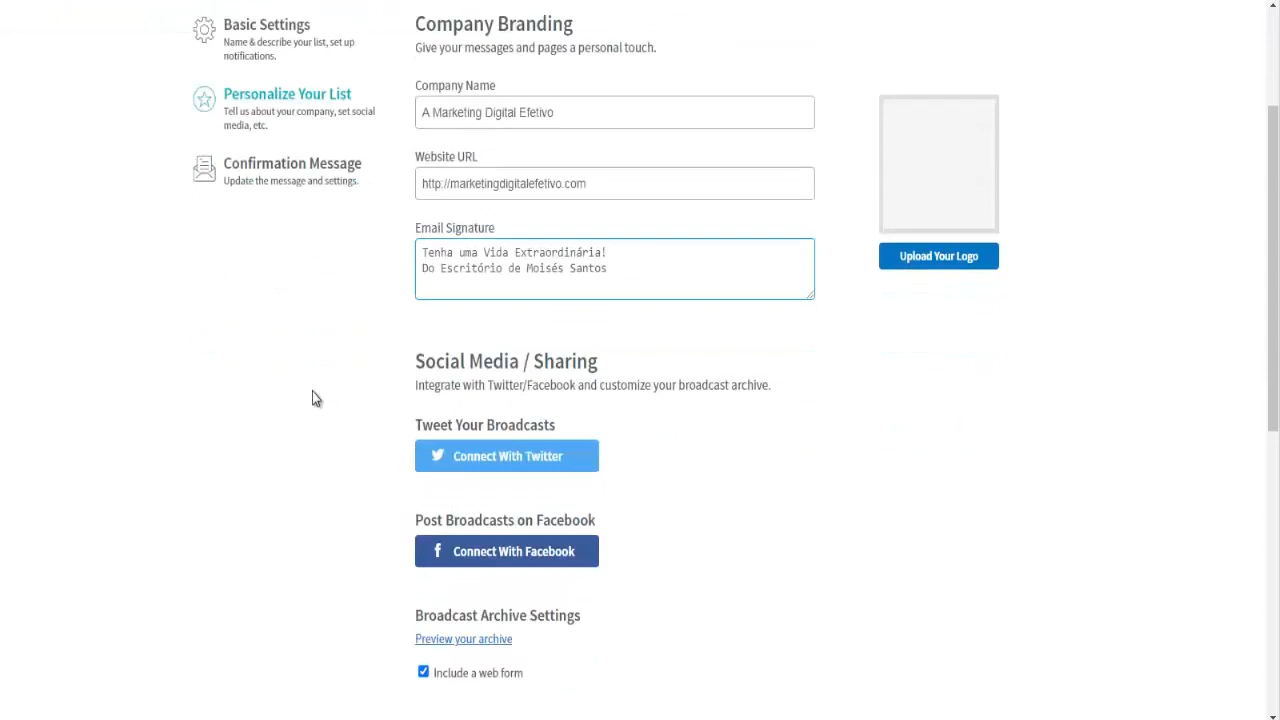 Basic Settings
Name & describe your list, set up
notifications.
Personalize Your List
Tell us about your company, set social
media, etc.
Confirmation Message
Update the message and settings.
Company Branding
Give your messages and pages a personal touch.
Company Name
A Marketing Digital Efetivo
Website URL
http://marketingdigitalefetivo.com
Email Signature
Tenha uma Vida Extraordinária!
Do Escritório de Moisés Santos
Upload Your Logo
Social Media / Sharing
Integrate with Twitter/Facebook and customize your broadcast archive.
Tweet Your Broadcasts
Connect With Twitter
Post Broadcasts on Facebook
Connect With Facebook
Broadcast Archive Settings
Preview your archive
Include a web form